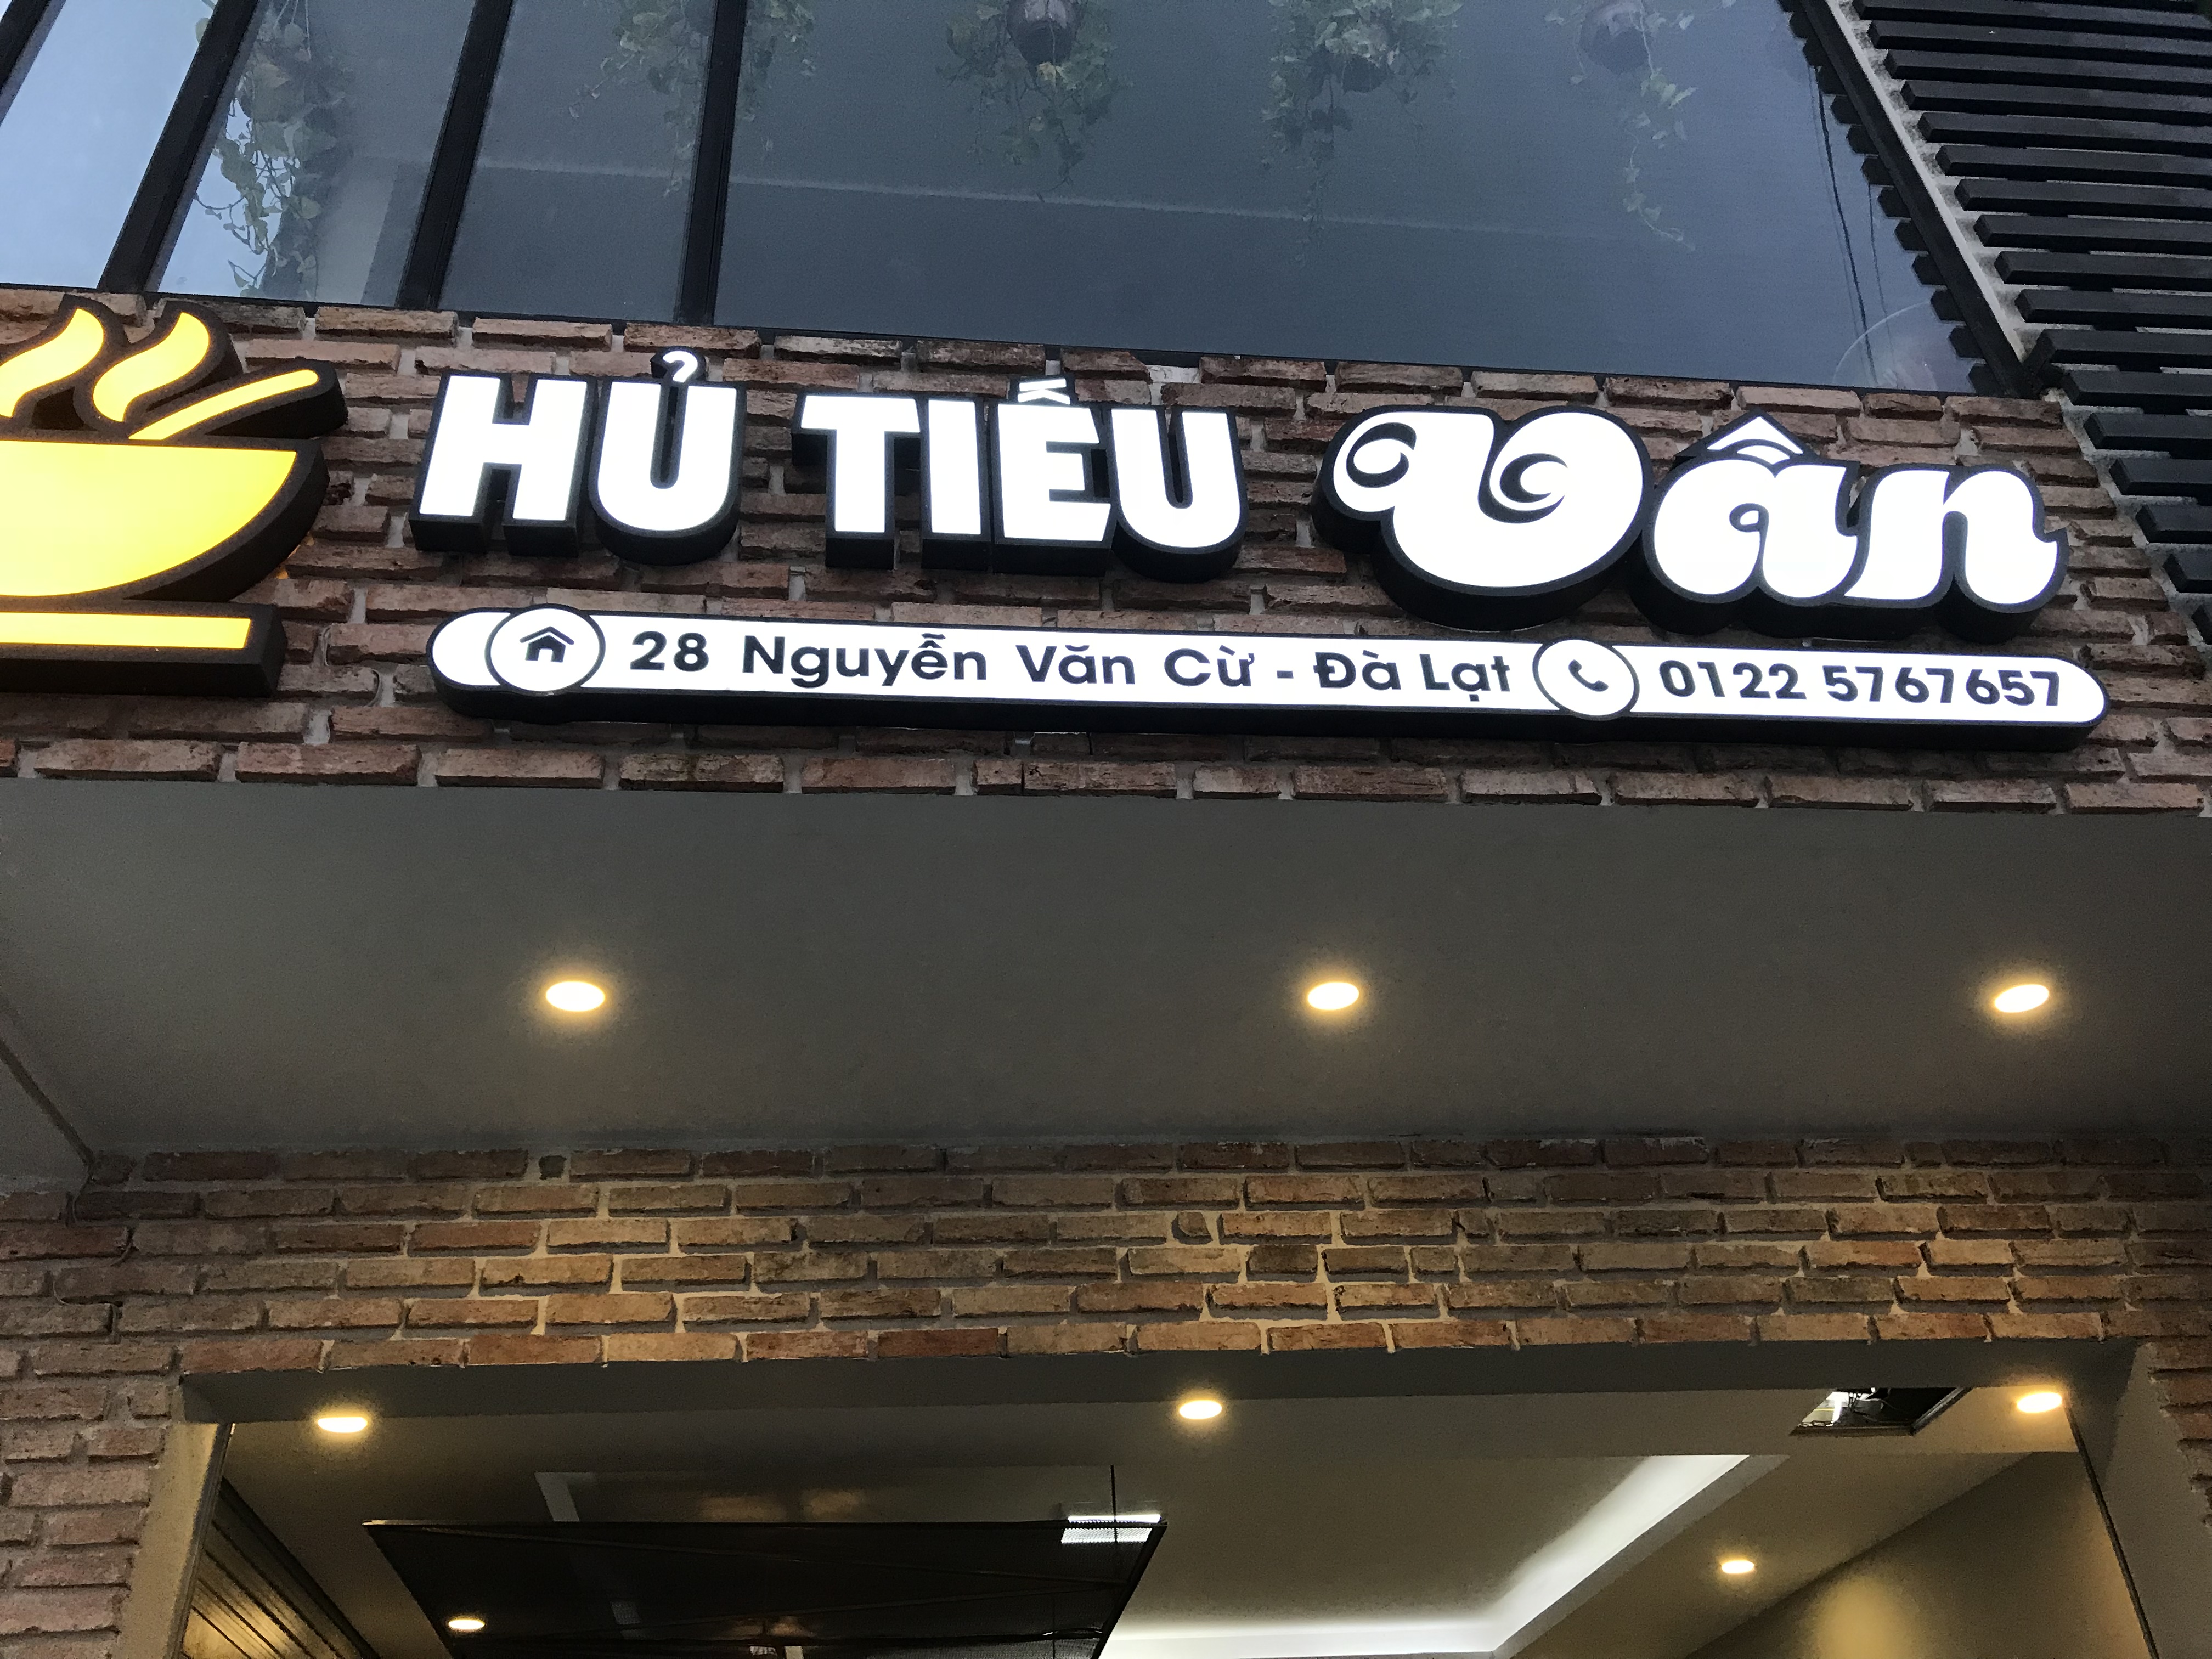 HỦ TIẾU Vân
28 Nguyễn Văn Cừ - Đà Lạt 0122 5767657